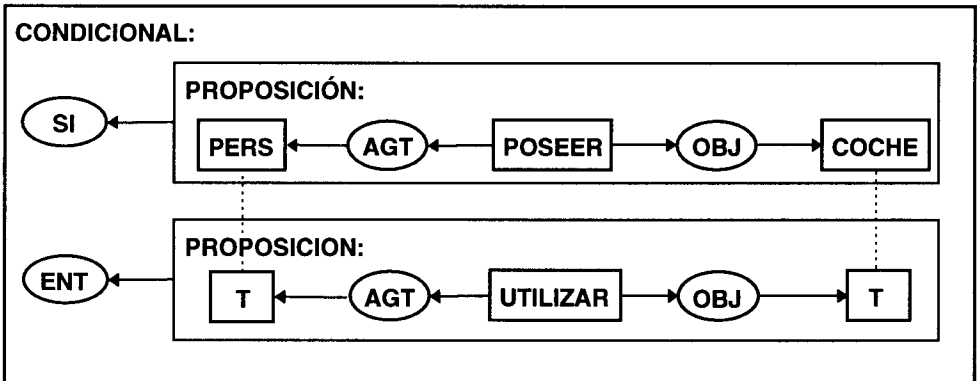 CONDICIONAL:
PROPOSICIÓN:
SI
PERS AGT POSEER OBJ COCHE
PROPOSICION:
ENT
T AGT UTILIZAR OBJ T